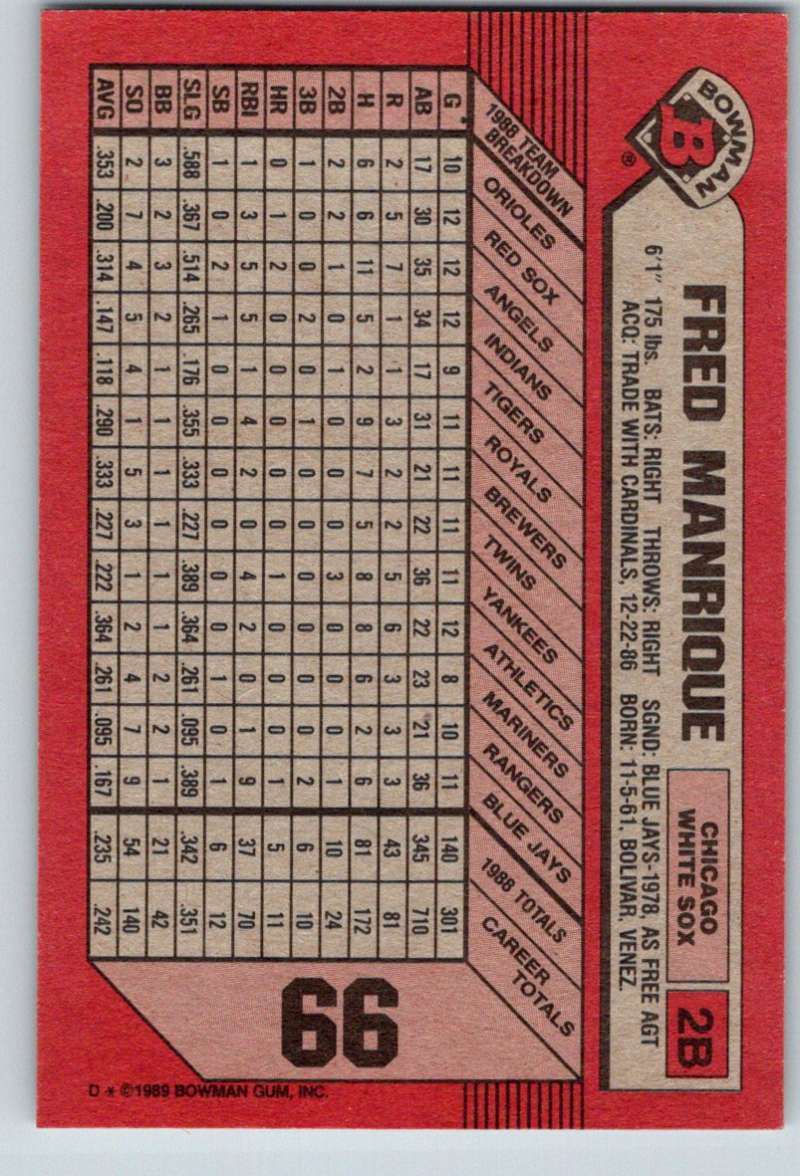 BOWMAN
B
®
FRED MANRIQUE
CHICAGO
WHITE SOX
2B
6'1" 175 lbs. BATS: RIGHT THROWS: RIGHT SGND: BLUE JAYS-1978, AS FREE AGT
ACQ: TRADE WITH CARDINALS, 12-22-86 BORN: 11-5-61, BOLIVAR, VENEZ.
1988 TEAM
BREAKDOWN
ORIOLES
RED SOX
ANGELS
INDIANS
TIGERS
ROYALS
BREWERS
TWINS
YANKEES
ATHLETICS
MARINERS
RANGERS
BLUE JAYS
1988 TOTALS
CAREER
TOTALS
G 10 12 12 12 9 11 11 11 11 12 8 10 11 140 301
AB 17 30 35 34 17 31 21 22 36 22 23 21 36 345 710
R 2 5 7 1 1 3 2 2 5 6 3 3 3 43 81
H 6 6 11 5 2 9 7 5 8 8 6 2 6 81 172
2B 2 2 1 0 1 0 0 0 3 0 0 0 1 10 24
3B 1 0 0 2 0 1 0 0 0 0 0 0 2 6 10
HR 0 1 2 0 0 0 0 0 1 0 0 0 1 5 11
RBI 1 3 5 5 1 4 2 0 4 2 0 1 9 37 70
SB 1 0 2 1 0 0 0 0 0 0 1 0 1 6 12
SLG .588 .367 .514 .265 .176 .355 .333 .227 .389 .364 .261 .095 .389 .342 .351
BB 3 2 3 2 1 1 1 1 1 1 2 2 1 21 42
SO 2 7 4 5 4 1 5 3 1 2 4 7 9 54 140
AVG .353 .200 .314 .147 .118 .290 .333 .227 .222 .364 .261 .095 .167 .235 .242
66
D * ©1989 BOWMAN GUM, INC.